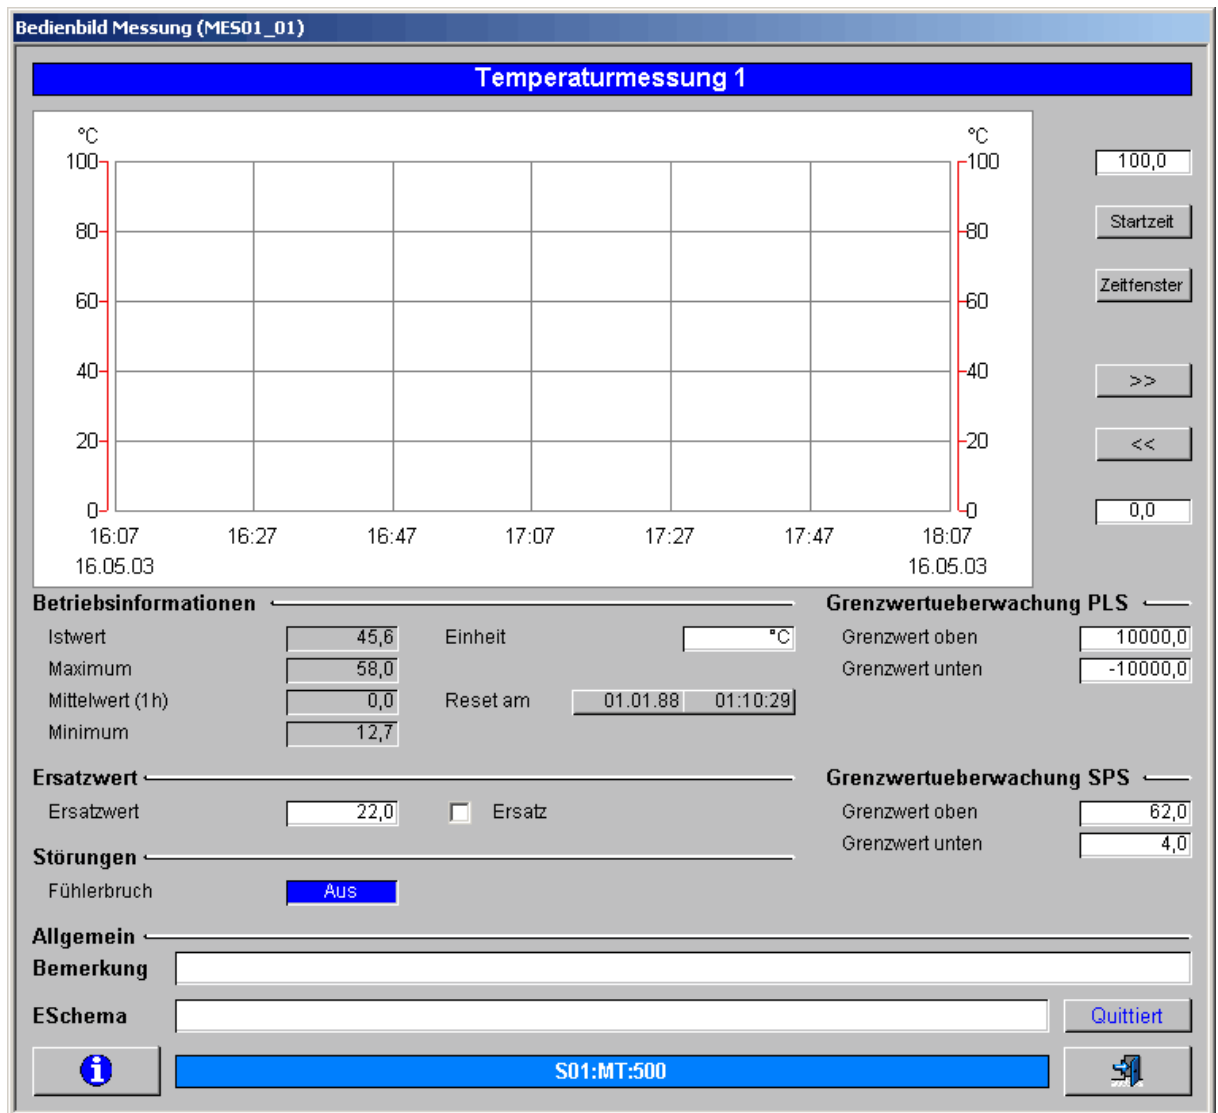 Bedienbild Messung (MES01_01)
Temperaturmessung 1
°C °C
100 100 100,0
80 80 Startzeit
60 60 Zeitfenster
40 40 >>
20 20 <<
0 0 0,0
16:07 16:27 16:47 17:07 17:27 17:47 18:07
16.05.03 16.05.03
Betriebsinformationen Grenzwertueberwachung PLS
Istwert 45,6 Einheit °C Grenzwert oben 10000,0
Maximum 58,0 Grenzwert unten -10000,0
Mittelwert (1h) 0,0 Reset am 01.01.88 01:10:29
Minimum 12,7
Ersatzwert Grenzwertueberwachung SPS
Ersatzwert 22,0 Ersatz Grenzwert oben 62,0
Grenzwert unten 4,0
Störungen
Fühlerbruch Aus
Allgemein
Bemerkung
ESchema Quittiert
S01:MT:500